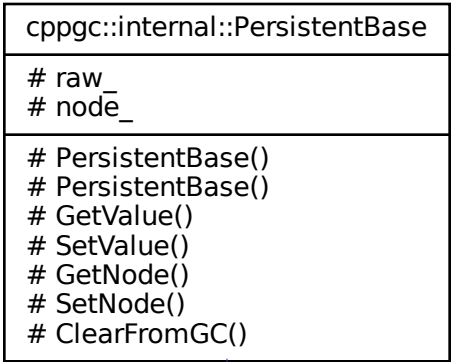 cppgc::internal::PersistentBase
# raw_
# node_
# PersistentBase()
# PersistentBase()
# GetValue()
# SetValue()
# GetNode()
# SetNode()
# ClearFromGC()